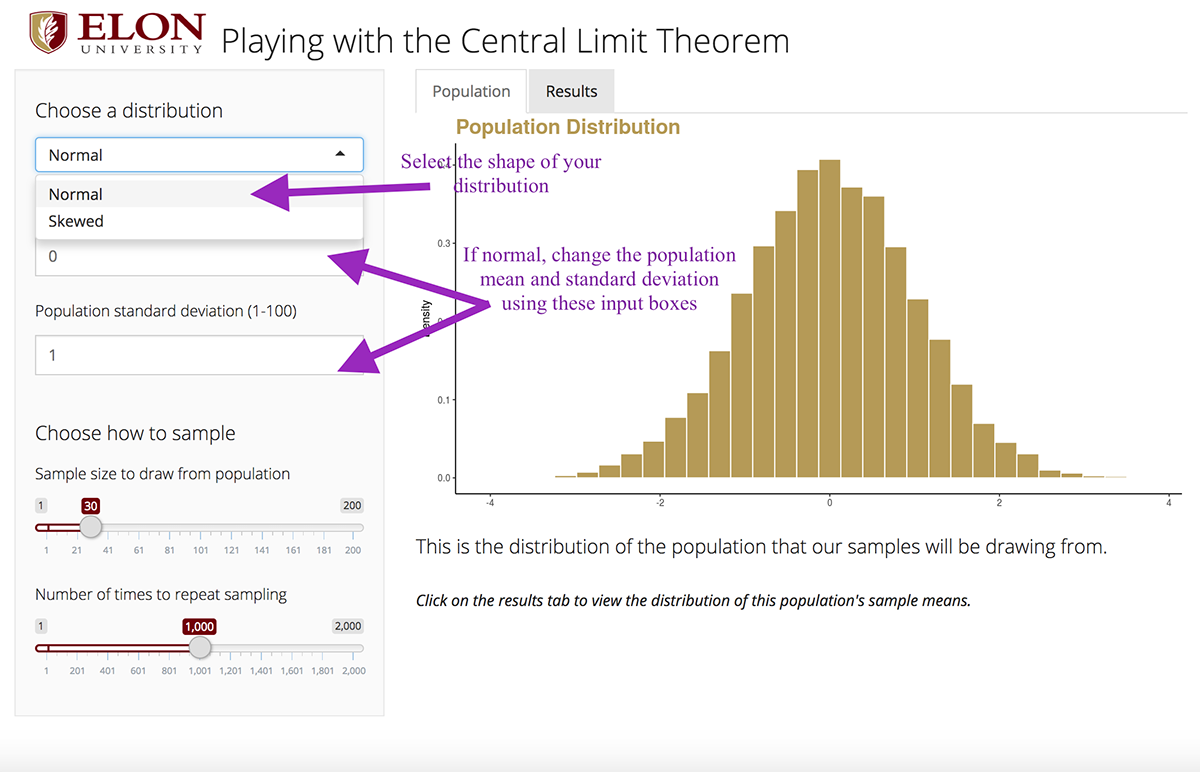 ELON
UNIVERSITY
Playing with the Central Limit Theorem
Choose a distribution
Normal
Normal
Skewed
0
Population standard deviation (1-100)
1
Choose how to sample
Sample size to draw from population
1 30 200
1 21 41 61 81 101 121 141 161 181 200
Number of times to repeat sampling
1 1,000 2,000
1 201 401 601 801 1,001 1,201 1,401 1,601 1,801 2,000
Population Results
Population Distribution
Select the shape of your
distribution
If normal, change the population
mean and standard deviation
using these input boxes
0.3
0.1
0.0
-4 -2 0 2 4
This is the distribution of the population that our samples will be drawing from.
Click on the results tab to view the distribution of this population's sample means.